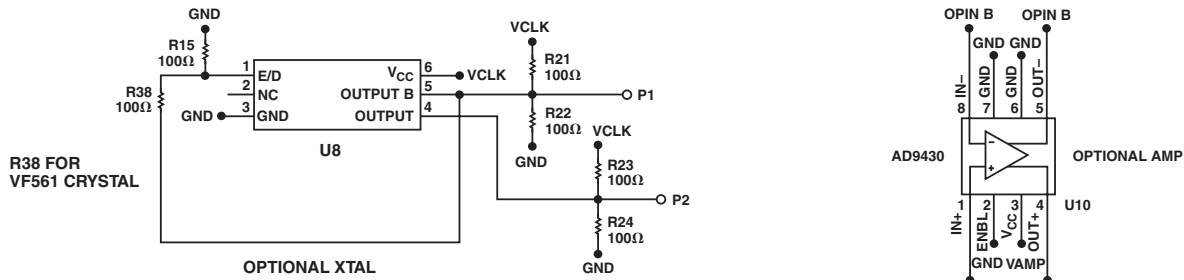 GND
R15
100Ω
R38
100Ω
1
E/D
2
NC
3
GND
GND
VCC
6
VCLK
OUTPUT B
5
OUTPUT
4
U8
VCLK
R21
100Ω
P1
R22
100Ω
GND
VCLK
R23
100Ω
P2
R24
100Ω
GND
R38 FOR
VF561 CRYSTAL
OPTIONAL XTAL
OPIN B
OPIN B
GND
GND
IN–
GND
GND
OUT–
8
7
6
5
AD9430
OPTIONAL AMP
–
+
1
2
3
4
U10
IN+
ENBL
VCC
OUT+
GND
VAMP